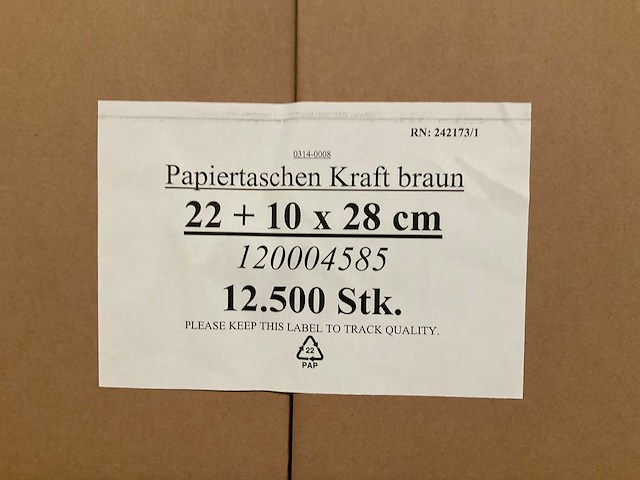 RN: 242173/1
0314-0008
Papiertaschen Kraft braun
22 + 10 x 28 cm
120004585
12.500 Stk.
PLEASE KEEP THIS LABEL TO TRACK QUALITY.
22
PAP